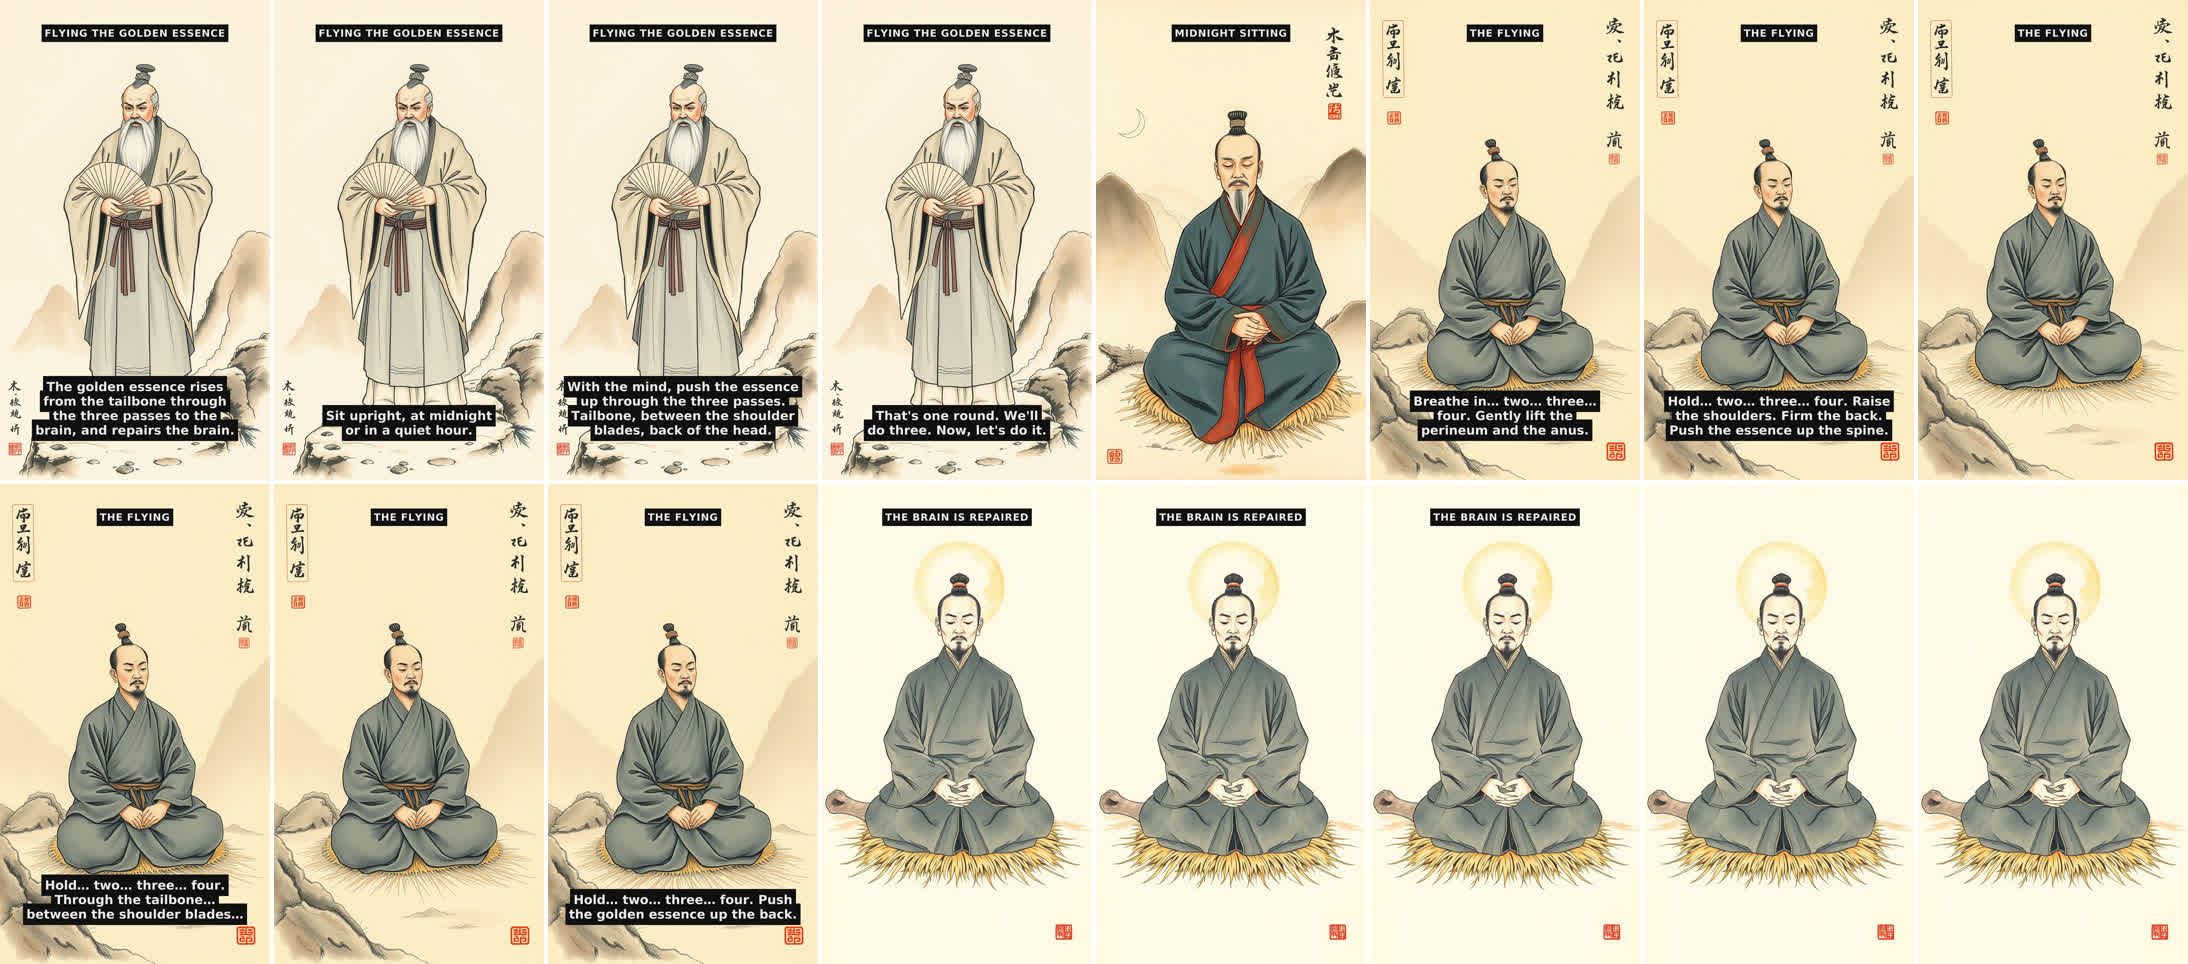 FLYING THE GOLDEN ESSENCE
The golden essence rises
from the tailbone through
the three passes to the
brain, and repairs the brain.
FLYING THE GOLDEN ESSENCE
Sit upright, at midnight
or in a quiet hour.
FLYING THE GOLDEN ESSENCE
With the mind, push the essence
up through the three passes.
Tailbone, between the shoulder
blades, back of the head.
FLYING THE GOLDEN ESSENCE
That's one round. We'll
do three. Now, let's do it.
MIDNIGHT SITTING
THE FLYING
Breathe in... two... three...
four. Gently lift the
perineum and the anus.
THE FLYING
Hold... two... three... four. Raise
the shoulders. Firm the back.
Push the essence up the spine.
THE FLYING
THE FLYING
Hold... two... three... four.
Through the tailbone...
between the shoulder blades...
THE FLYING
THE FLYING
Hold... two... three... four. Push
the golden essence up the back.
THE BRAIN IS REPAIRED
THE BRAIN IS REPAIRED
THE BRAIN IS REPAIRED